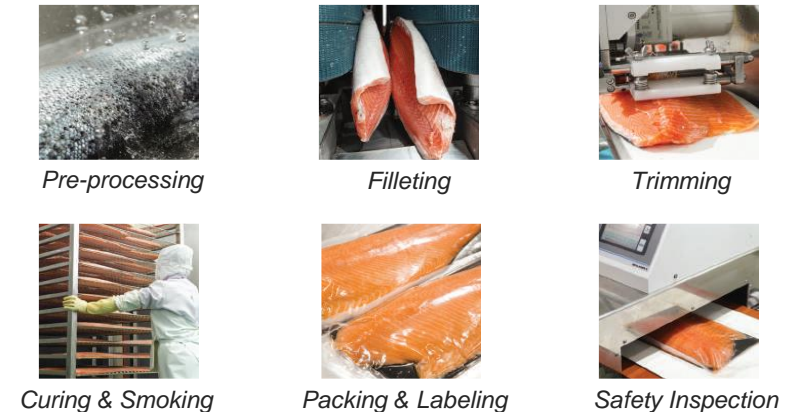 Pre-processing
Filleting
Trimming
Curing & Smoking
Packing & Labeling
Safety Inspection